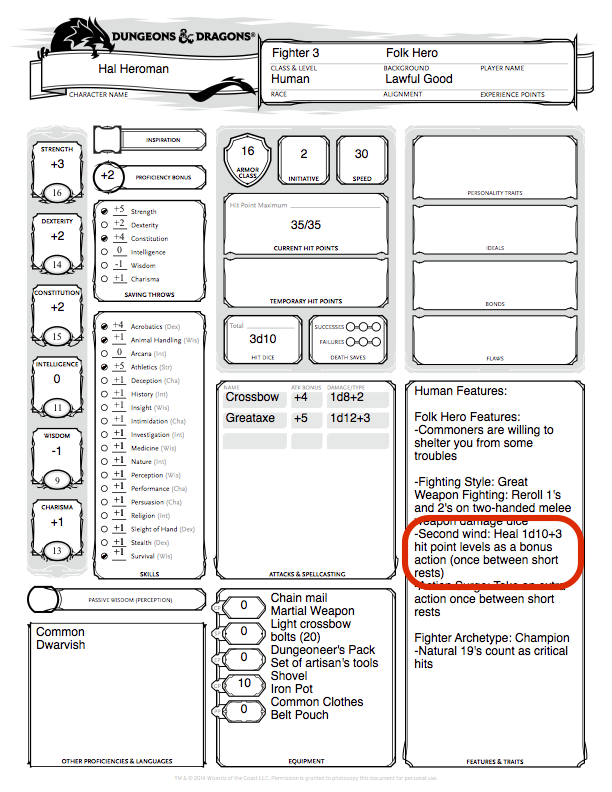 DUNGEONS & DRAGONS®
Hal Heroman
CHARACTER NAME
Fighter 3 Folk Hero
CLASS & LEVEL BACKGROUND PLAYER NAME
Human Lawful Good
RACE ALIGNMENT EXPERIENCE POINTS
STRENGTH
+3
16
DEXTERITY
+2
14
CONSTITUTION
+2
15
INTELLIGENCE
0
11
WISDOM
-1
9
CHARISMA
+1
13
INSPIRATION
+2 PROFICIENCY BONUS
+5 Strength
+2 Dexterity
+4 Constitution
0 Intelligence
-1 Wisdom
+1 Charisma
SAVING THROWS
+4 Acrobatics (Dex)
+1 Animal Handling (Wis)
0 Arcana (Int)
+5 Athletics (Str)
+1 Deception (Cha)
+1 History (Int)
+1 Insight (Wis)
+1 Intimidation (Cha)
+1 Investigation (Int)
+1 Medicine (Wis)
+1 Nature (Int)
+1 Perception (Wis)
+1 Performance (Cha)
+1 Persuasion (Cha)
+1 Religion (Int)
+1 Sleight of Hand (Dex)
+1 Stealth (Dex)
+1 Survival (Wis)
SKILLS
PASSIVE WISDOM (PERCEPTION)
Common
Dwarvish
OTHER PROFICIENCIES & LANGUAGES
16
ARMOR
CLASS
2
INITIATIVE
30
SPEED
Hit Point Maximum
35/35
CURRENT HIT POINTS
TEMPORARY HIT POINTS
Total
3d10
HIT DICE
SUCCESSES
FAILURES
DEATH SAVES
NAME ATK BONUS DAMAGE/TYPE
Crossbow +4 1d8+2
Greataxe +5 1d12+3
ATTACKS & SPELLCASTING
CP 0
SP 0
EP 0
GP 10
PP 0
Chain mail
Martial Weapon
Light crossbow
bolts (20)
Dungeoneer's Pack
Set of artisan's tools
Shovel
Iron Pot
Common Clothes
Belt Pouch
EQUIPMENT
PERSONALITY TRAITS
IDEALS
BONDS
FLAWS
Human Features:
Folk Hero Features:
-Commoners are willing to
shelter you from some
troubles
-Fighting Style: Great
Weapon Fighting: Reroll 1's
and 2's on two-handed melee
weapon damage dice
-Second wind: Heal 1d10+3
hit point levels as a bonus
action (once between short
rests)
-Action Surge: Take an extra
action once between short
rests
Fighter Archetype: Champion
-Natural 19's count as critical
hits
FEATURES & TRAITS
TM & © 2014 Wizards of the Coast LLC. Permission is granted to photocopy this document for personal use.